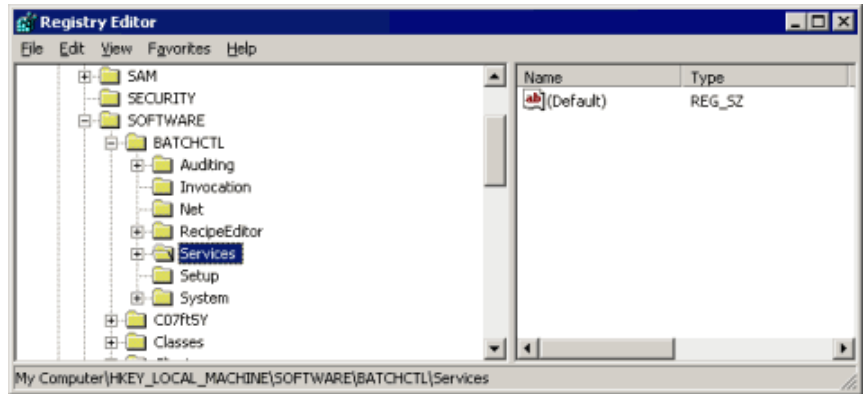 Registry Editor
File Edit View Favorites Help
SAM
SECURITY
SOFTWARE
BATCHCTL
Auditing
Invocation
Net
RecipeEditor
Services
Setup
System
C07ft5Y
Classes
Name Type
ab (Default) REG_SZ
My Computer\HKEY_LOCAL_MACHINE\SOFTWARE\BATCHCTL\Services